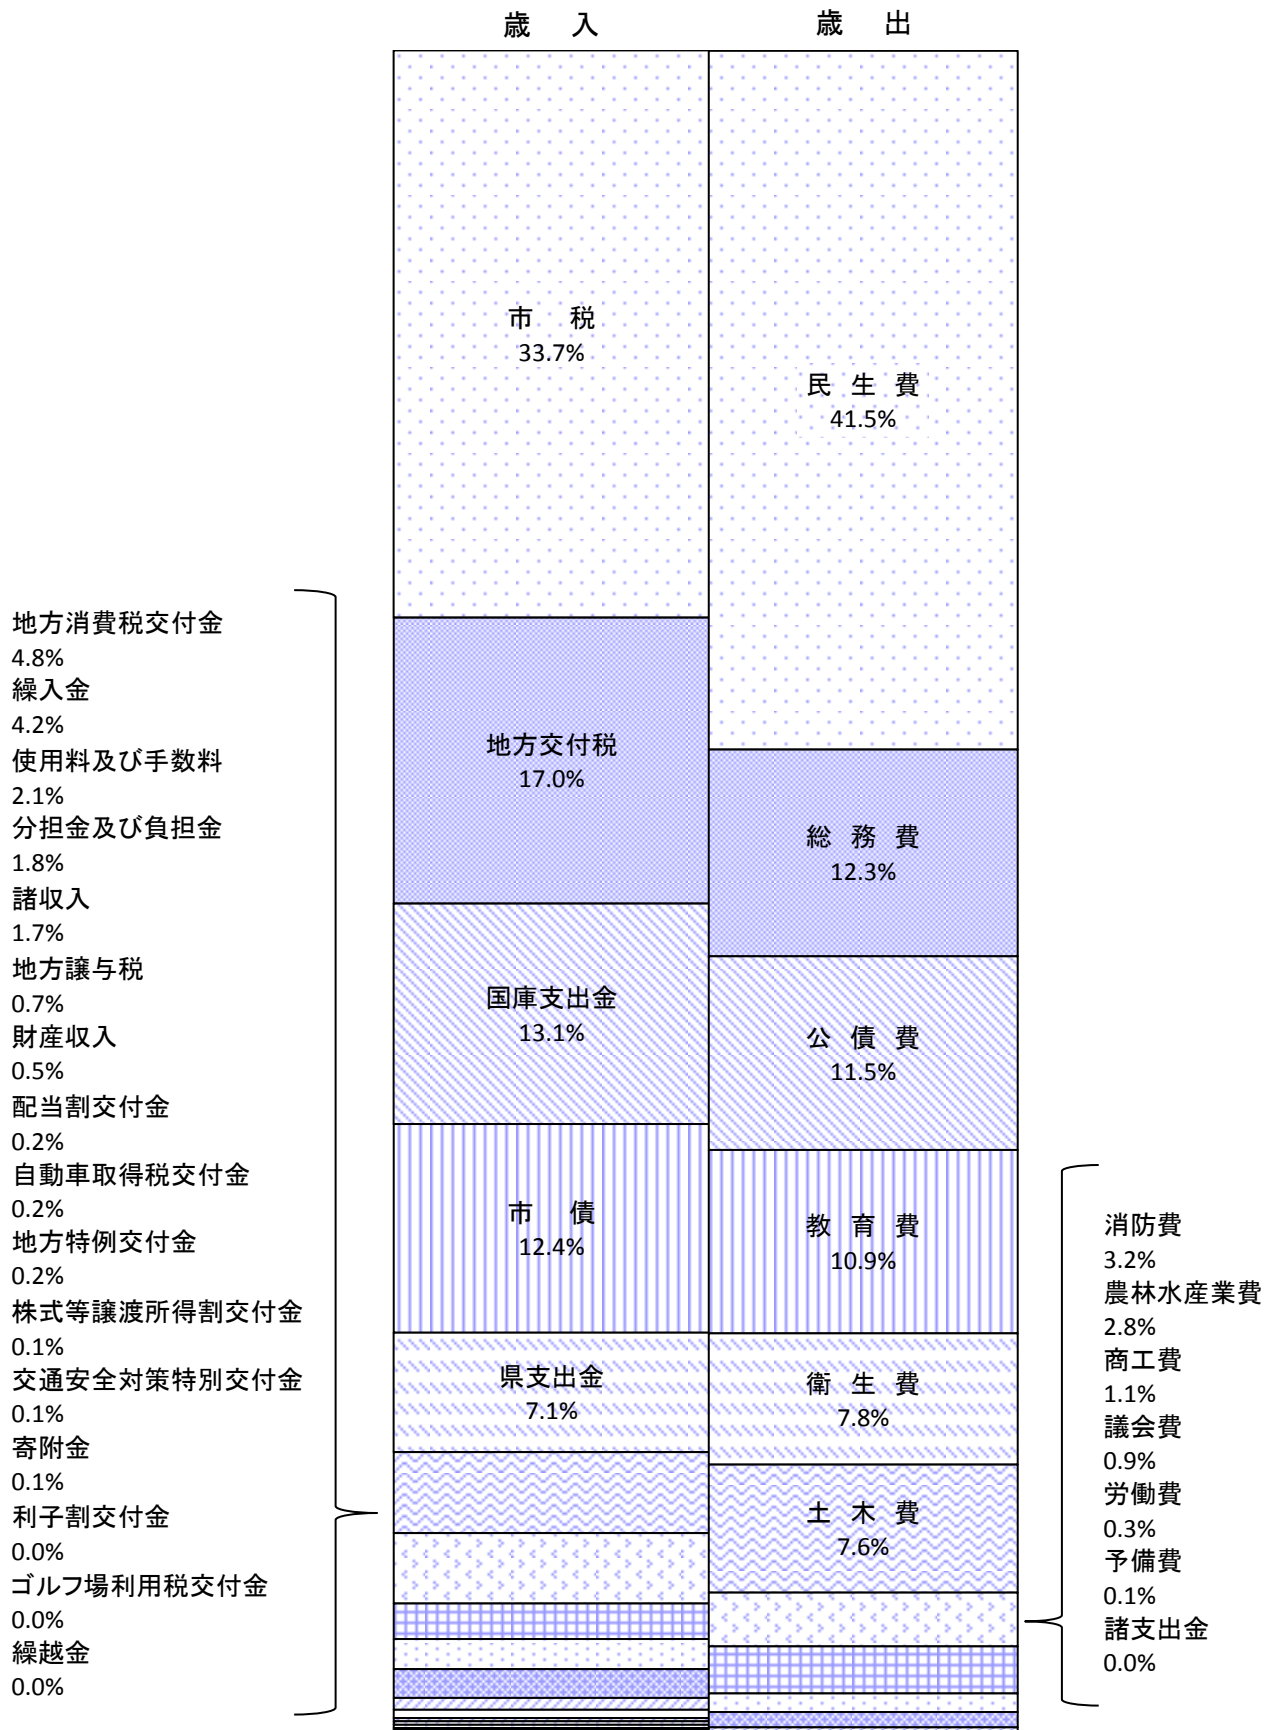 歳　入
歳　出
市　税
33.7%
地方交付税
17.0%
国庫支出金
13.1%
市　債
12.4%
県支出金
7.1%
民 生 費
41.5%
総 務 費
12.3%
公 債 費
11.5%
教 育 費
10.9%
衛 生 費
7.8%
土 木 費
7.6%
地方消費税交付金
4.8%
繰入金
4.2%
使用料及び手数料
2.1%
分担金及び負担金
1.8%
諸収入
1.7%
地方譲与税
0.7%
財産収入
0.5%
配当割交付金
0.2%
自動車取得税交付金
0.2%
地方特例交付金
0.2%
株式等譲渡所得割交付金
0.1%
交通安全対策特別交付金
0.1%
寄附金
0.1%
利子割交付金
0.0%
ゴルフ場利用税交付金
0.0%
繰越金
0.0%
消防費
3.2%
農林水産業費
2.8%
商工費
1.1%
議会費
0.9%
労働費
0.3%
予備費
0.1%
諸支出金
0.0%